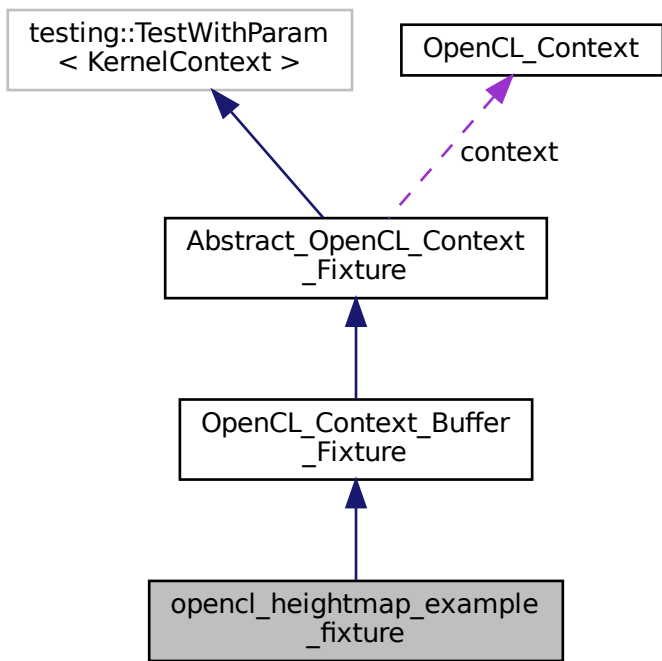 testing::TestWithParam
< KernelContext >
OpenCL_Context
context
Abstract_OpenCL_Context
_Fixture
OpenCL_Context_Buffer
_Fixture
opencl_heightmap_example
_fixture